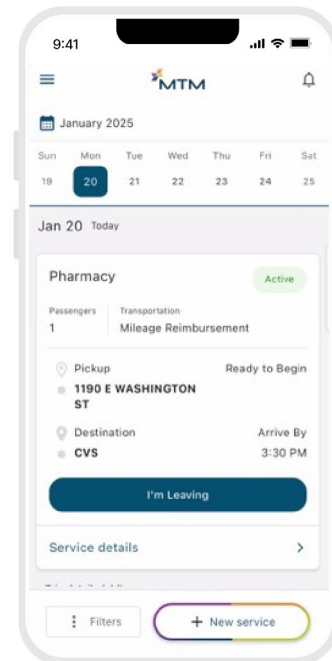 9:41
MTM
January 2025
Sun Mon Tue Wed Thu Fri Sat
19 20 21 22 23 24 25
Jan 20 Today
Pharmacy Active
Passengers Transportation
1 Mileage Reimbursement
Pickup Ready to Begin
1190 E WASHINGTON
ST
Destination Arrive By
CVS 3:30 PM
I'm Leaving
Service details
Filters + New service